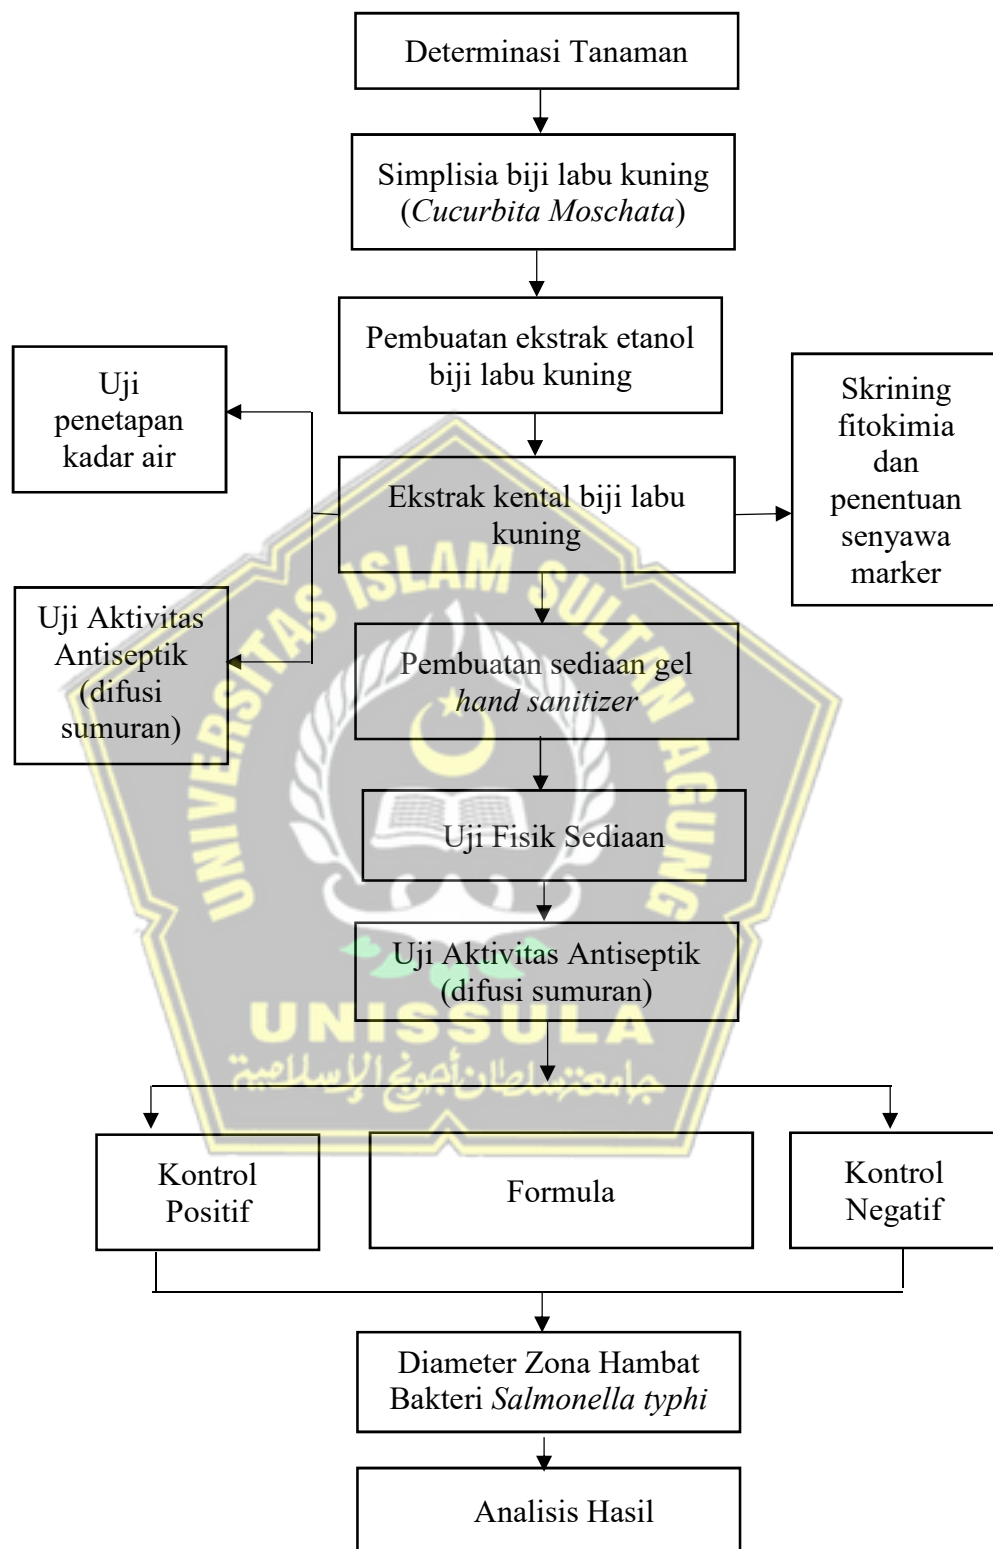 Determinasi Tanaman
Simplisia biji labu kuning
(Cucurbita Moschata)
Pembuatan ekstrak etanol
biji labu kuning
Uji
penetapan
kadar air
Skrining
fitokimia
dan
penentuan
senyawa
marker
Ekstrak kental biji labu
kuning
Uji Aktivitas
Antiseptik
(difusi
sumuran)
Pembuatan sediaan gel
hand sanitizer
Uji Fisik Sediaan
Uji Aktivitas Antiseptik
(difusi sumuran)
UNIVERSITAS ISLAM SULTAN AGUNG
UNISSULA
جامعة سلطان أجونج الإسلامية
Kontrol
Positif
Formula
Kontrol
Negatif
Diameter Zona Hambat
Bakteri Salmonella typhi
Analisis Hasil